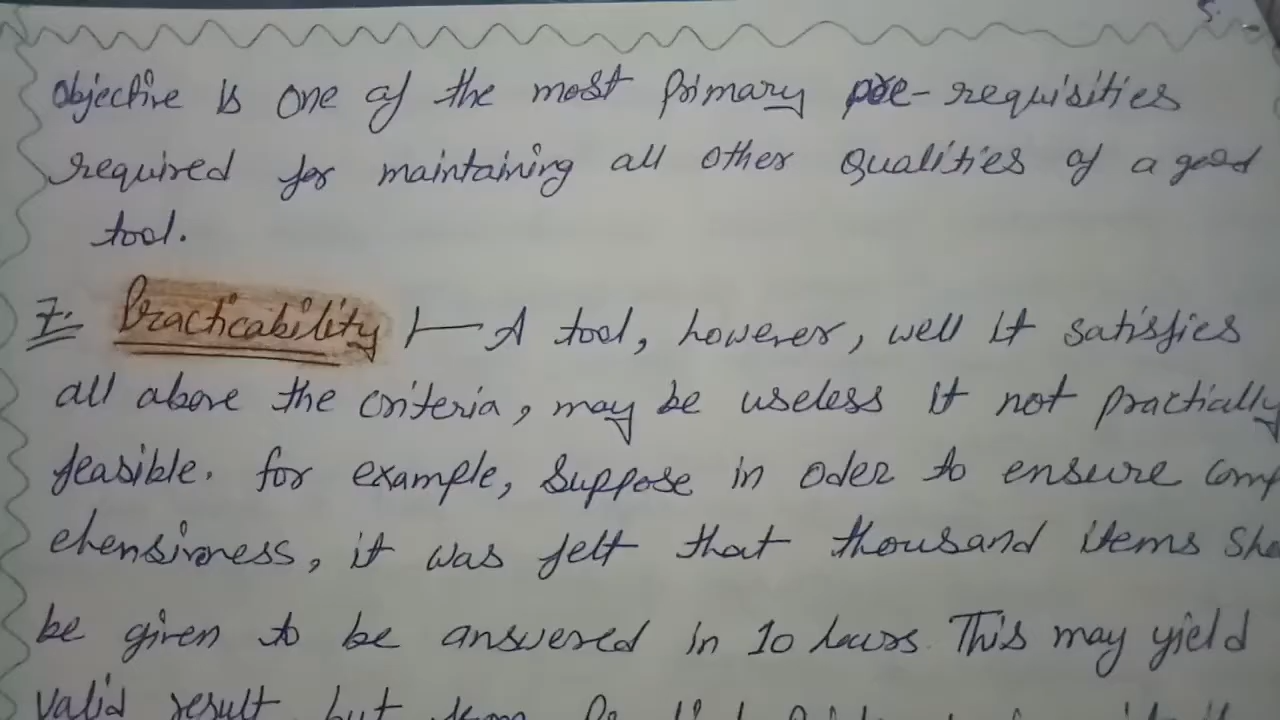 objective is one of the most primary pre-requisities
required for maintaining all other qualities of a good
tool.
7. Practicability :- A tool, however, well it satisfies
all above the criteria, may be useless it not practially
feasible. for example, suppose in oder to ensure comp
ehensivness, it was felt that thousand items sho
be given to be answered in 10 hours. This may yield
valid result but